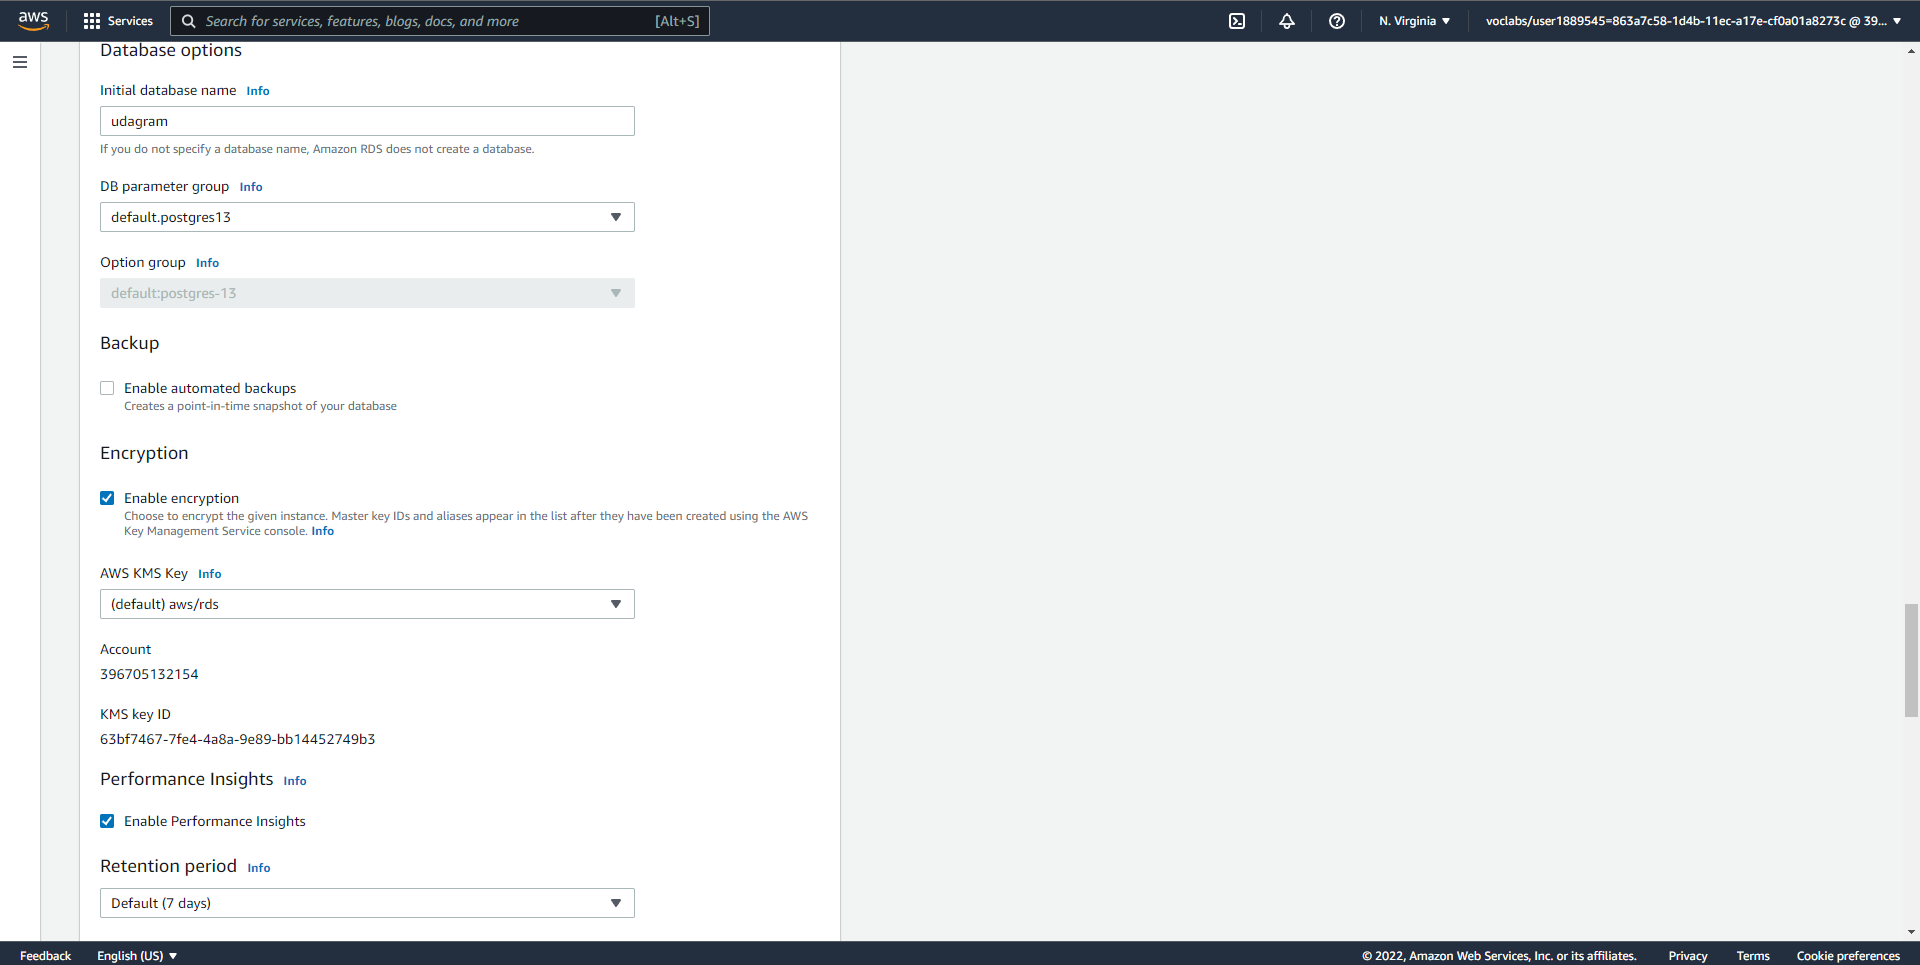 aws
Services
Search for services, features, blogs, docs, and more
[Alt+S]
N. Virginia
voclabs/user1889545=863a7c58-1d4b-11ec-a17e-cf0a01a8273c @ 39...
Database options
Initial database name Info
udagram
If you do not specify a database name, Amazon RDS does not create a database.
DB parameter group Info
default.postgres13
Option group Info
default:postgres-13
Backup
Enable automated backups
Creates a point-in-time snapshot of your database
Encryption
Enable encryption
Choose to encrypt the given instance. Master key IDs and aliases appear in the list after they have been created using the AWS
Key Management Service console. Info
AWS KMS Key Info
(default) aws/rds
Account
396705132154
KMS key ID
63bf7467-7fe4-4a8a-9e89-bb14452749b3
Performance Insights Info
Enable Performance Insights
Retention period Info
Default (7 days)
Feedback
English (US)
© 2022, Amazon Web Services, Inc. or its affiliates.
Privacy
Terms
Cookie preferences